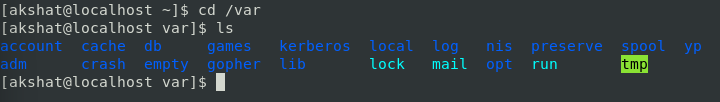 [akshat@localhost ~]$ cd /var
[akshat@localhost var]$ ls
account  cache  db     games   kerberos  local  log   nis  preserve  spool  yp
adm      crash  empty  gopher  lib       lock   mail  opt  run       tmp
[akshat@localhost var]$